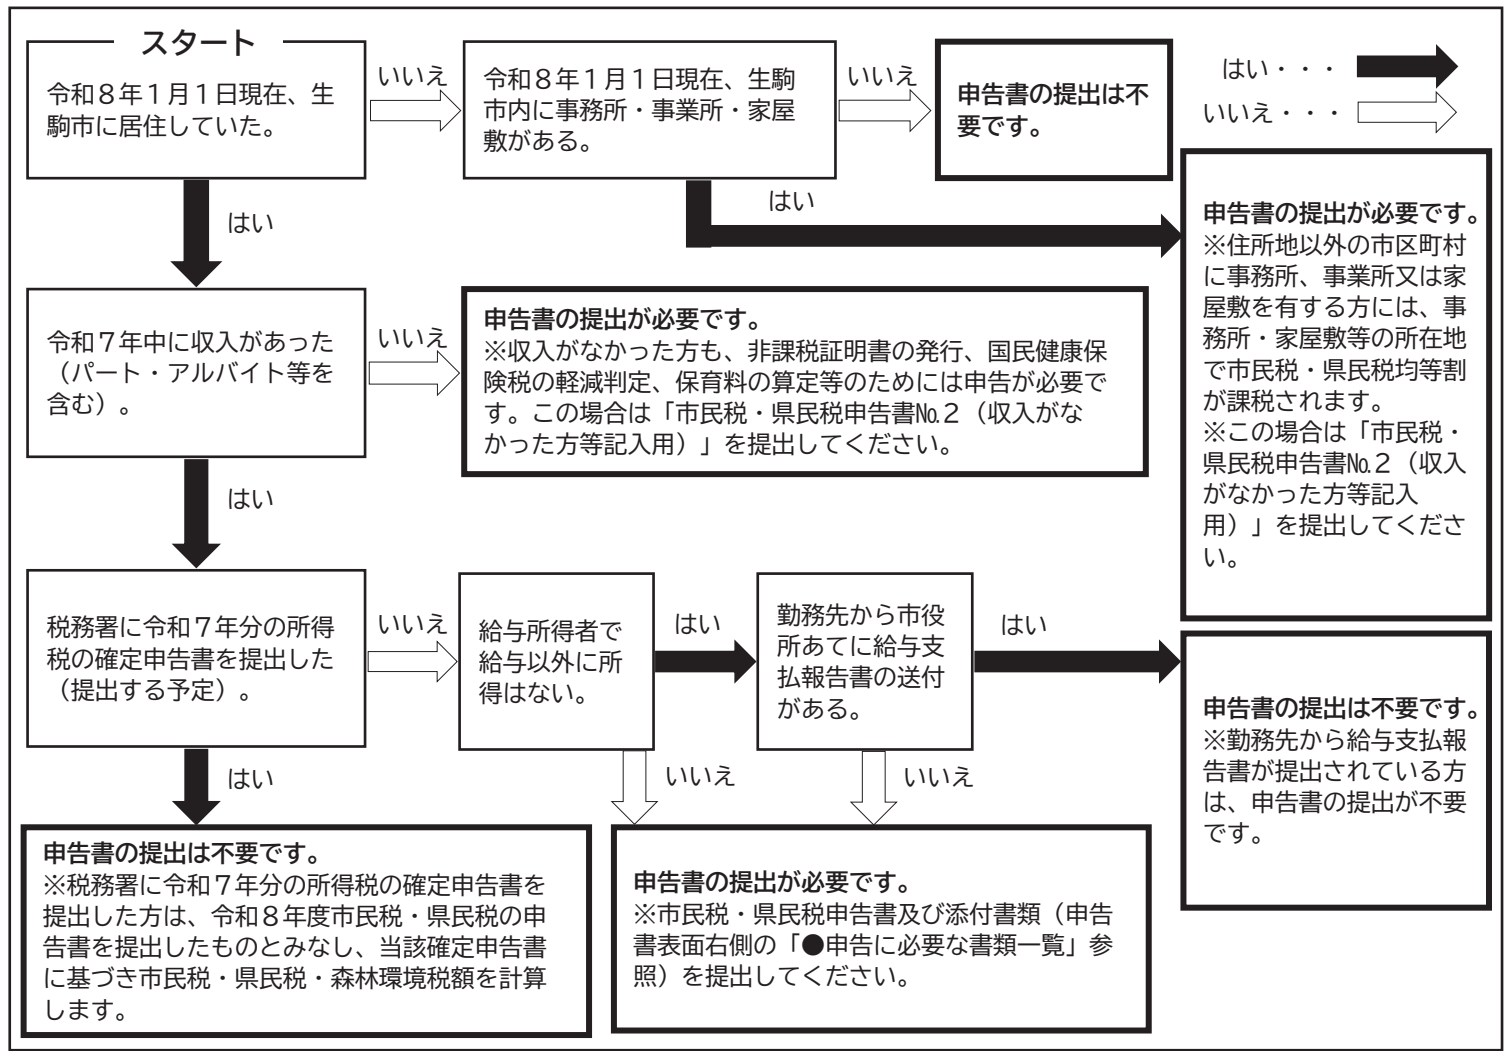 スタート
令和８年１月１日現在、生
駒市に居住していた。
いいえ
令和８年１月１日現在、生駒
市内に事務所・事業所・家屋
敷がある。
いいえ
申告書の提出は不
要です。
はい・・・
いいえ・・・
はい
はい
申告書の提出が必要です。
※住所地以外の市区町村
に事務所、事業所又は家
屋敷を有する方には、事
務所・家屋敷等の所在地
で市民税・県民税均等割
が課税されます。
※この場合は「市民税・
県民税申告書№２（収入
がなかった方等記入
用）」を提出してくださ
い。
令和７年中に収入があった
（パート・アルバイト等を
含む）。
いいえ
申告書の提出が必要です。
※収入がなかった方も、非課税証明書の発行、国民健康保
険税の軽減判定、保育料の算定等のためには申告が必要で
す。この場合は「市民税・県民税申告書№２（収入がな
かった方等記入用）」を提出してください。
はい
税務署に令和７年分の所得
税の確定申告書を提出した
（提出する予定）。
いいえ
給与所得者で
給与以外に所
得はない。
はい
勤務先から市役
所あてに給与支
払報告書の送付
がある。
はい
申告書の提出は不要です。
※勤務先から給与支払報
告書が提出されている方
は、申告書の提出が不要
です。
はい
いいえ
いいえ
申告書の提出は不要です。
※税務署に令和７年分の所得税の確定申告書を
提出した方は、令和８年度市民税・県民税の申
告書を提出したものとみなし、当該確定申告書
に基づき市民税・県民税・森林環境税額を計算
します。
申告書の提出が必要です。
※市民税・県民税申告書及び添付書類（申告
書表面右側の「●申告に必要な書類一覧」参
照）を提出してください。